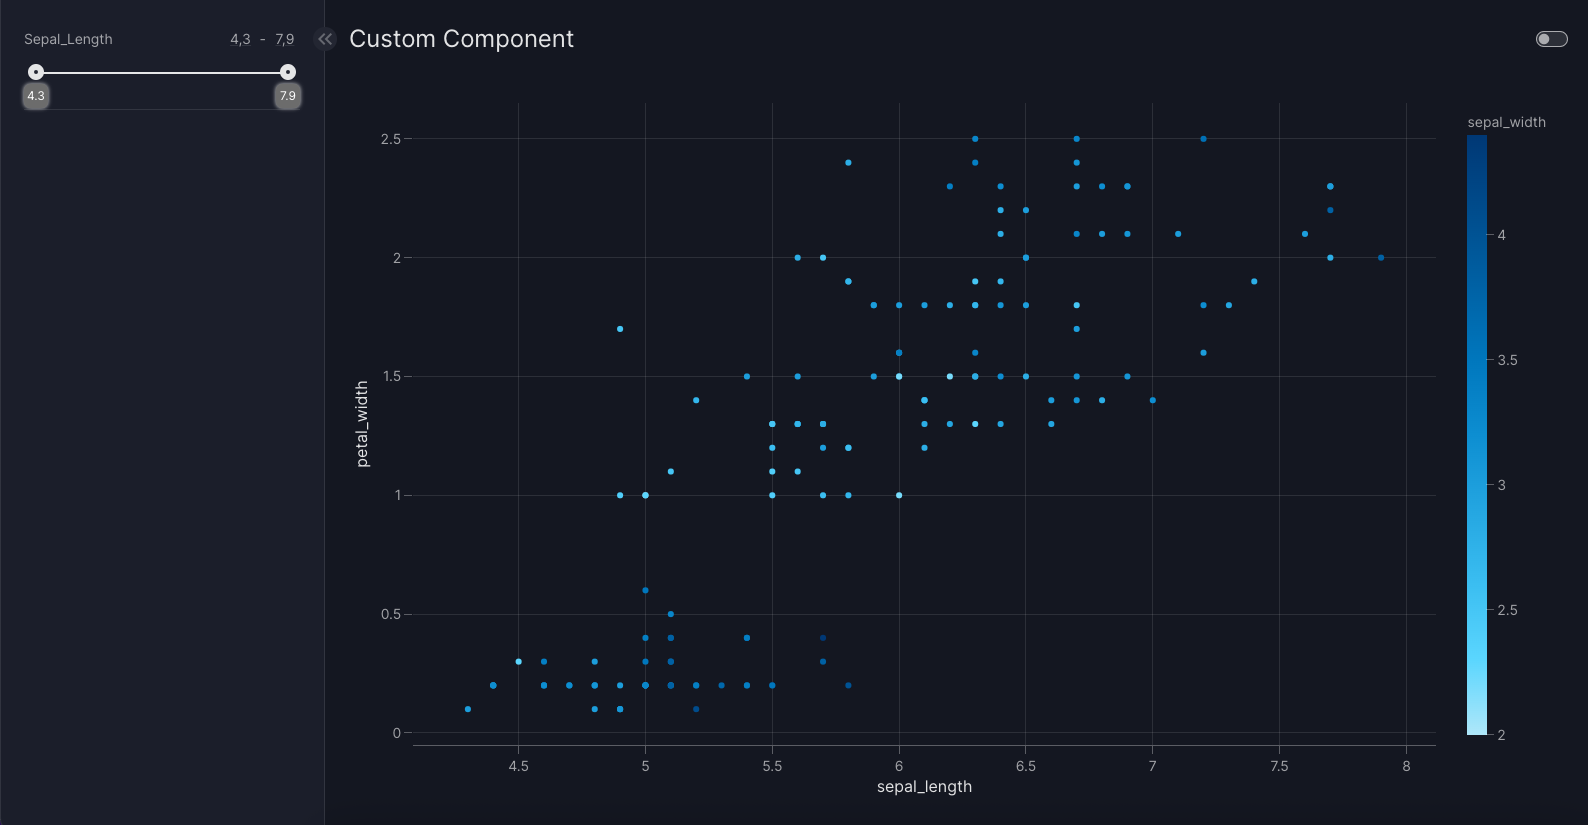 Sepal_Length 4,3 - 7,9
4.3 7.9
Custom Component
sepal_width
4
3.5
3
2.5
2
petal_width
2.5
2
1.5
1
0.5
0
4.5 5 5.5 6 6.5 7 7.5 8
sepal_length